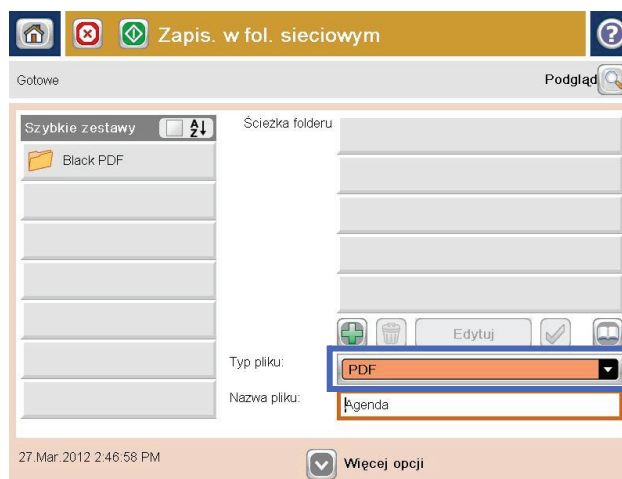 Zapis. w fol. sieciowym
Gotowe
Podgląd
Szybkie zestawy
A
Z
Ścieżka folderu
Black PDF
Edytuj
Typ pliku:
PDF
Nazwa pliku:
Agenda
27.Mar.2012 2:46:58 PM
Więcej opcji